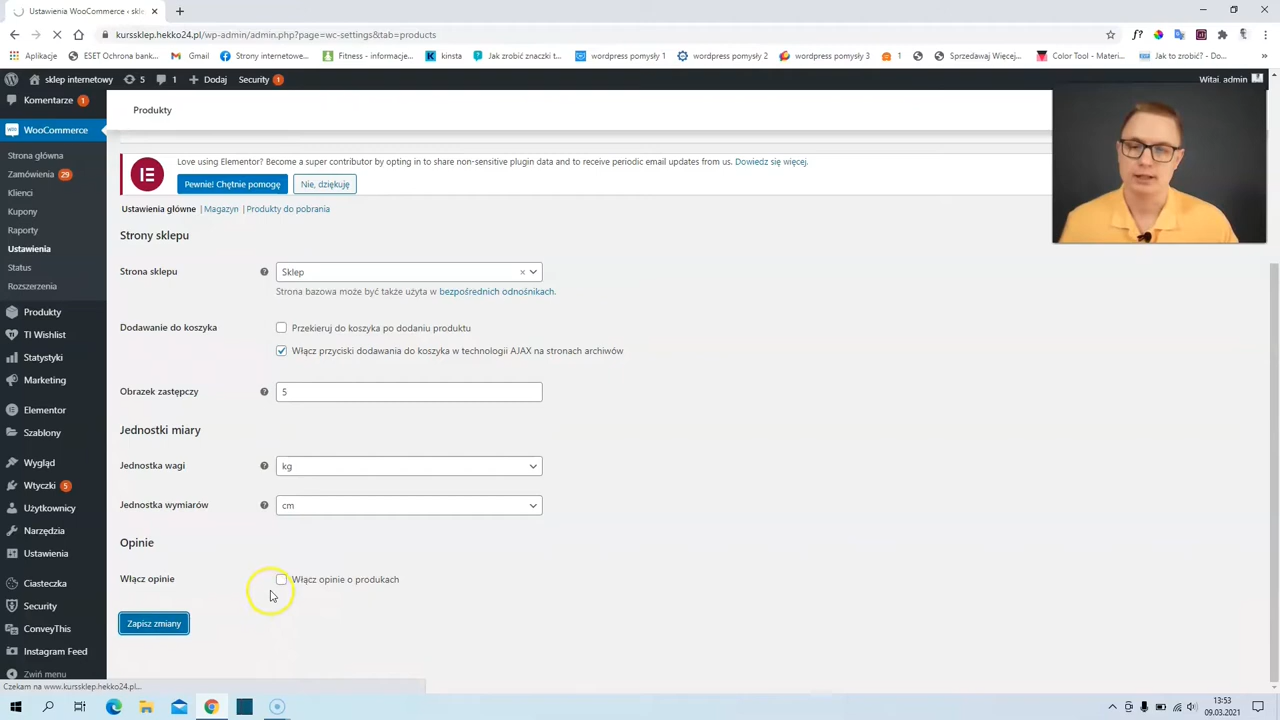 Ustawienia WooCommerce ‹ skle
kurssklep.hekko24.pl/wp-admin/admin.php?page=wc-settings&tab=products
Aplikacje
ESET Ochrona bank...
Gmail
Strony internetowe...
Fitness - informacje...
kinsta
Jak zrobić znaczki t...
wordpress pomysły 1
wordpress pomysły 2
wordpress pomysły 3
1
Sprzedawaj Więcej,...
Color Tool - Materi...
Jak to zrobić? - Do...
sklep internetowy 5 1 + Dodaj Security 1
Witaj, admin
Komentarze 1
WooCommerce
Strona główna
Zamówienia 29
Klienci
Kupony
Raporty
Ustawienia
Status
Rozszerzenia
Produkty
TI Wishlist
Statystyki
Marketing
Elementor
Szablony
Wygląd
Wtyczki 5
Użytkownicy
Narzędzia
Ustawienia
Ciasteczka
Security
ConveyThis
Instagram Feed
Zwiń menu
Produkty
Love using Elementor? Become a super contributor by opting in to share non-sensitive plugin data and to receive periodic email updates from us. Dowiedz się więcej.
Pewnie! Chętnie pomogę
Nie, dziękuję
Ustawienia główne | Magazyn | Produkty do pobrania
Strony sklepu
Strona sklepu
Sklep
Strona bazowa może być także użyta w bezpośrednich odnośnikach.
Dodawanie do koszyka
Przekieruj do koszyka po dodaniu produktu
Włącz przyciski dodawania do koszyka w technologii AJAX na stronach archiwów
Obrazek zastępczy
5
Jednostki miary
Jednostka wagi
kg
Jednostka wymiarów
cm
Opinie
Włącz opinie
Włącz opinie o produkach
Zapisz zmiany
Czekam na www.kurssklep.hekko24.pl...
13:53
09.03.2021